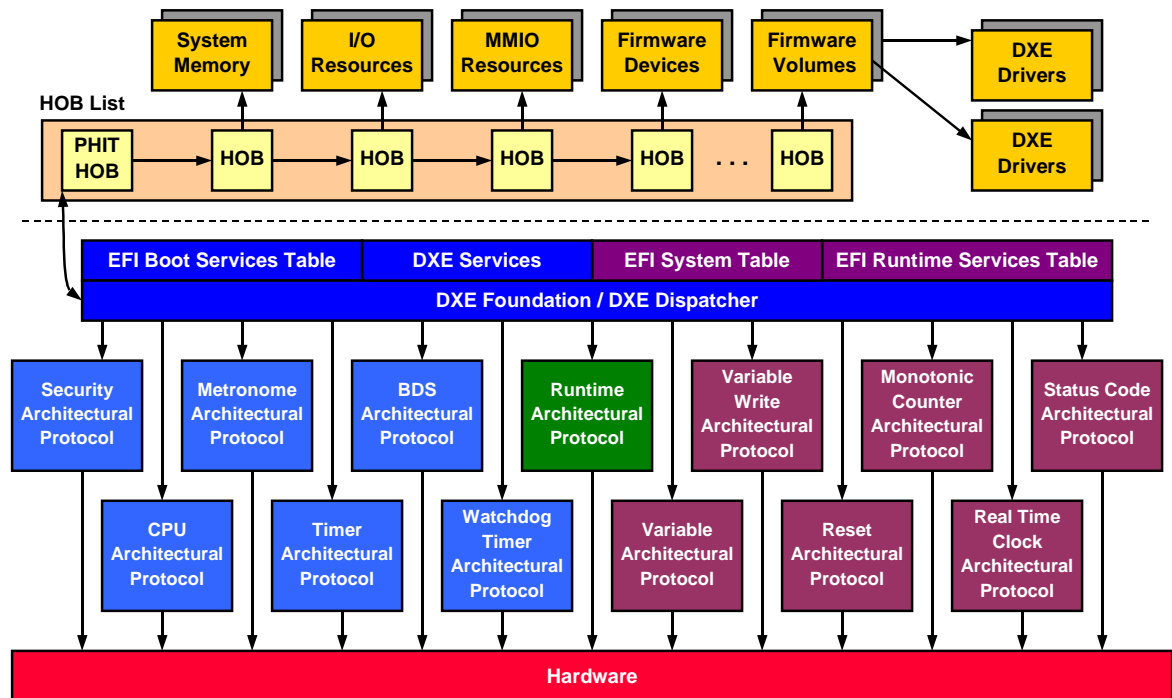 System
Memory
I/O
Resources
MMIO
Resources
Firmware
Devices
Firmware
Volumes
DXE
Drivers
HOB List
PHIT
HOB
HOB
HOB
HOB
HOB
. . .
HOB
DXE
Drivers
EFI Boot Services Table
DXE Services
EFI System Table
EFI Runtime Services Table
DXE Foundation / DXE Dispatcher
Security
Architectural
Protocol
Metronome
Architectural
Protocol
BDS
Architectural
Protocol
Runtime
Architectural
Protocol
Variable
Write
Architectural
Protocol
Monotonic
Counter
Architectural
Protocol
Status Code
Architectural
Protocol
CPU
Architectural
Protocol
Timer
Architectural
Protocol
Watchdog
Timer
Architectural
Protocol
Variable
Architectural
Protocol
Reset
Architectural
Protocol
Real Time
Clock
Architectural
Protocol
Hardware